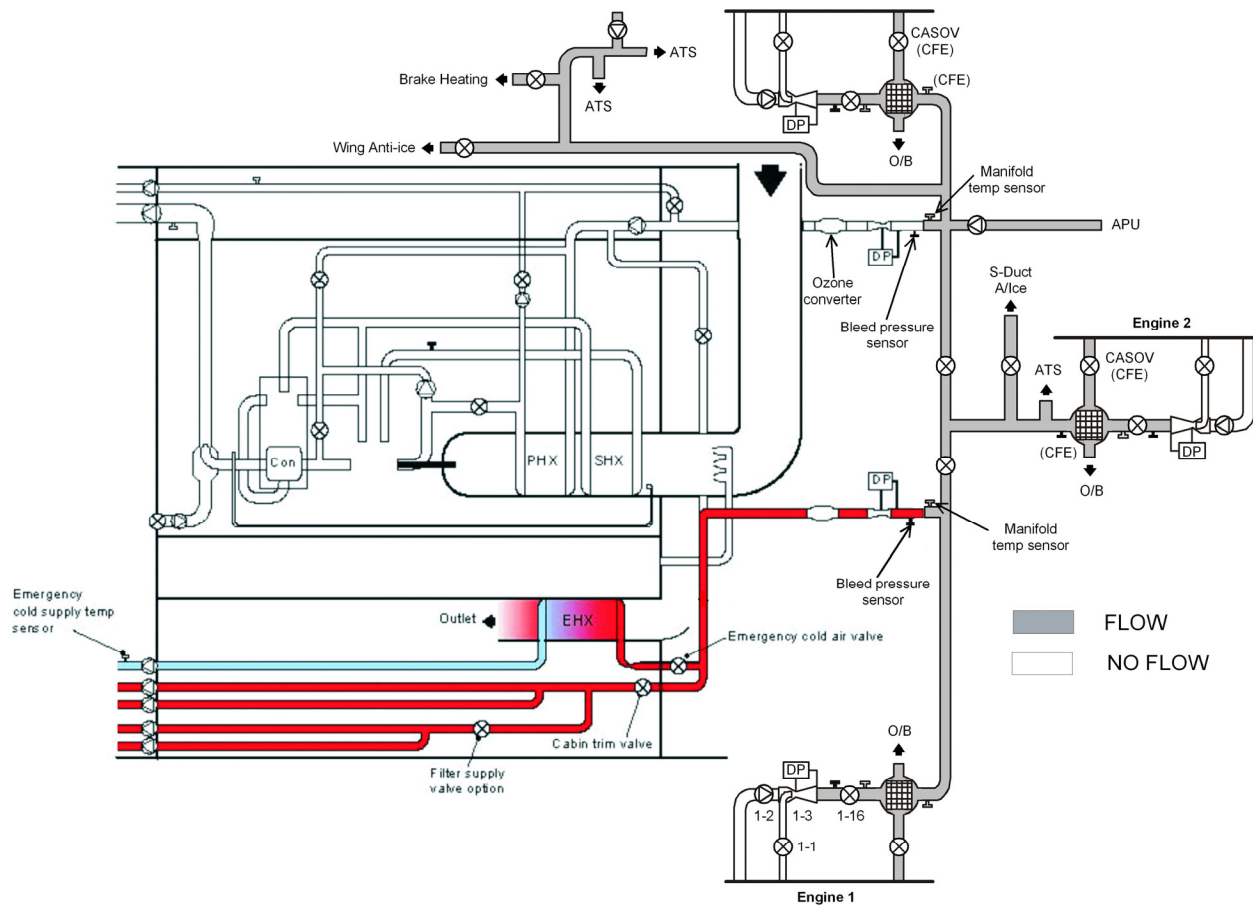 CASOV
(CFE)
(CFE)
ATS
Brake Heating
ATS
DP
O/B
Wing Anti-ice
Manifold
temp sensor
APU
DP
Ozone
converter
S-Duct
A/Ice
Bleed pressure
sensor
Engine 2
CASOV
(CFE)
ATS
Con
PHX
SHX
(CFE)
DP
O/B
DP
Manifold
temp sensor
Bleed pressure
sensor
Emergency
cold supply temp
sensor
Outlet
EHX
Emergency cold air valve
FLOW
NO FLOW
Cabin trim valve
Filter supply
valve option
O/B
DP
1-2
1-3
1-16
1-1
Engine 1